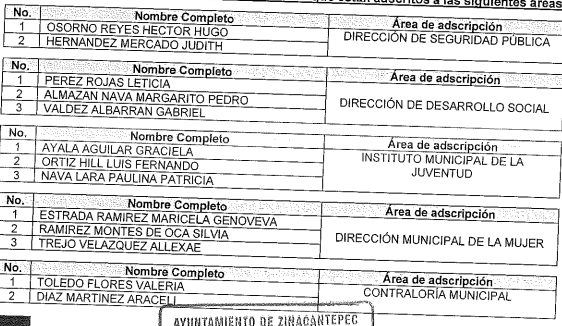 que están adscritos a las siguientes áreas
No. Nombre Completo Área de adscripción
1 OSORNO REYES HECTOR HUGO DIRECCIÓN DE SEGURIDAD PÚBLICA
2 HERNANDEZ MERCADO JUDITH
No. Nombre Completo Área de adscripción
1 PEREZ ROJAS LETICIA
2 ALMAZAN NAVA MARGARITO PEDRO DIRECCIÓN DE DESARROLLO SOCIAL
3 VALDEZ ALBARRAN GABRIEL
No. Nombre Completo Área de adscripción
1 AYALA AGUILAR GRACIELA INSTITUTO MUNICIPAL DE LA
2 ORTIZ HILL LUIS FERNANDO JUVENTUD
3 NAVA LARA PAULINA PATRICIA
No. Nombre Completo Área de adscripción
1 ESTRADA RAMIREZ MARICELA GENOVEVA
2 RAMIREZ MONTES DE OCA SILVIA DIRECCIÓN MUNICIPAL DE LA MUJER
3 TREJO VELAZQUEZ ALLEXAE
No. Nombre Completo Área de adscripción
1 TOLEDO FLORES VALERIA CONTRALORÍA MUNICIPAL
2 DIAZ MARTINEZ ARACELI
AYUNTAMIENTO DE ZINACANTEPEC